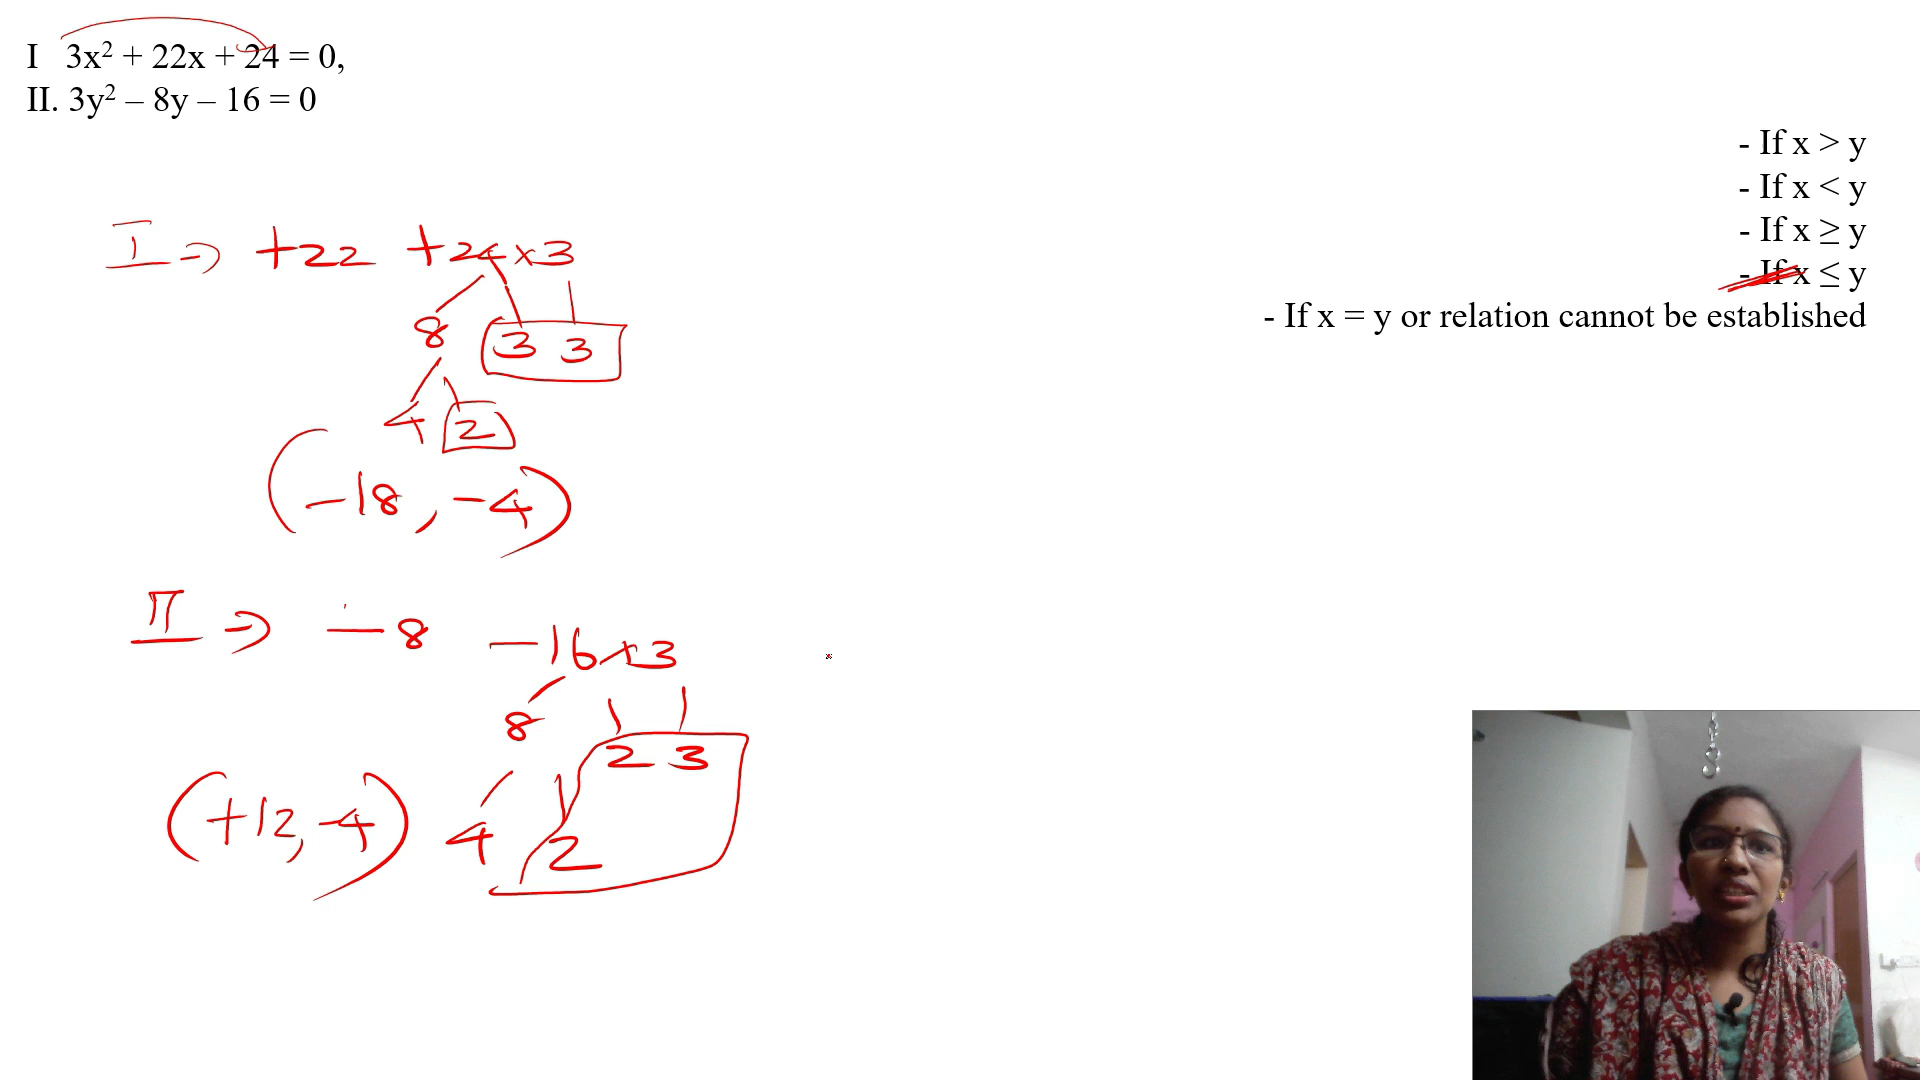 I 3x² + 22x + 24 = 0,
II. 3y² – 8y – 16 = 0
- If x > y
- If x < y
- If x ≥ y
- If x ≤ y
- If x = y or relation cannot be established
I ⇒ +22 +24×3
8 3 3
4 2
(-18, -4)
II ⇒ -8 -16×3
8 2 3
(+12, -4) 4 2